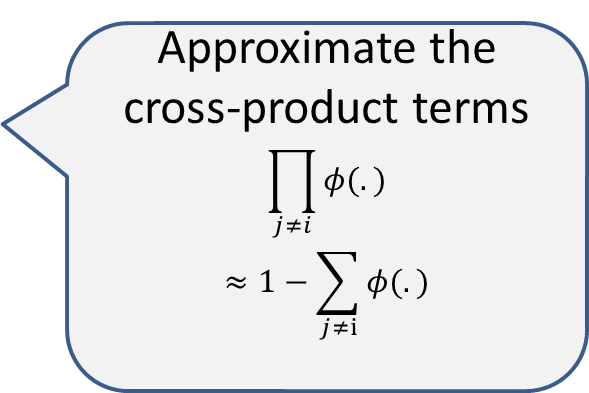 Approximate the
cross-product terms
∏ ϕ(. )
j≠i
≈ 1 − ∑ ϕ(. )
j≠i